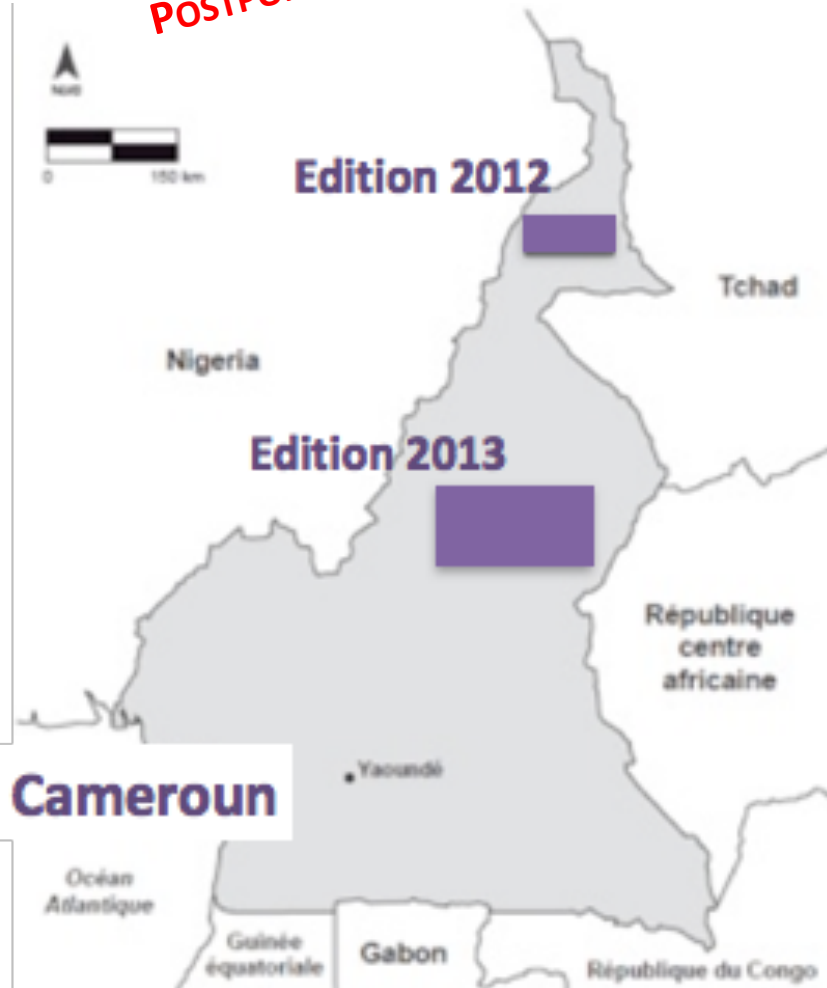 Nord
0 150 km
Edition 2012
Tchad
Nigeria
Edition 2013
République
centre
africaine
Yaoundé
Cameroun
Océan
Atlantique
Guinée
équatoriale
Gabon
République du Congo